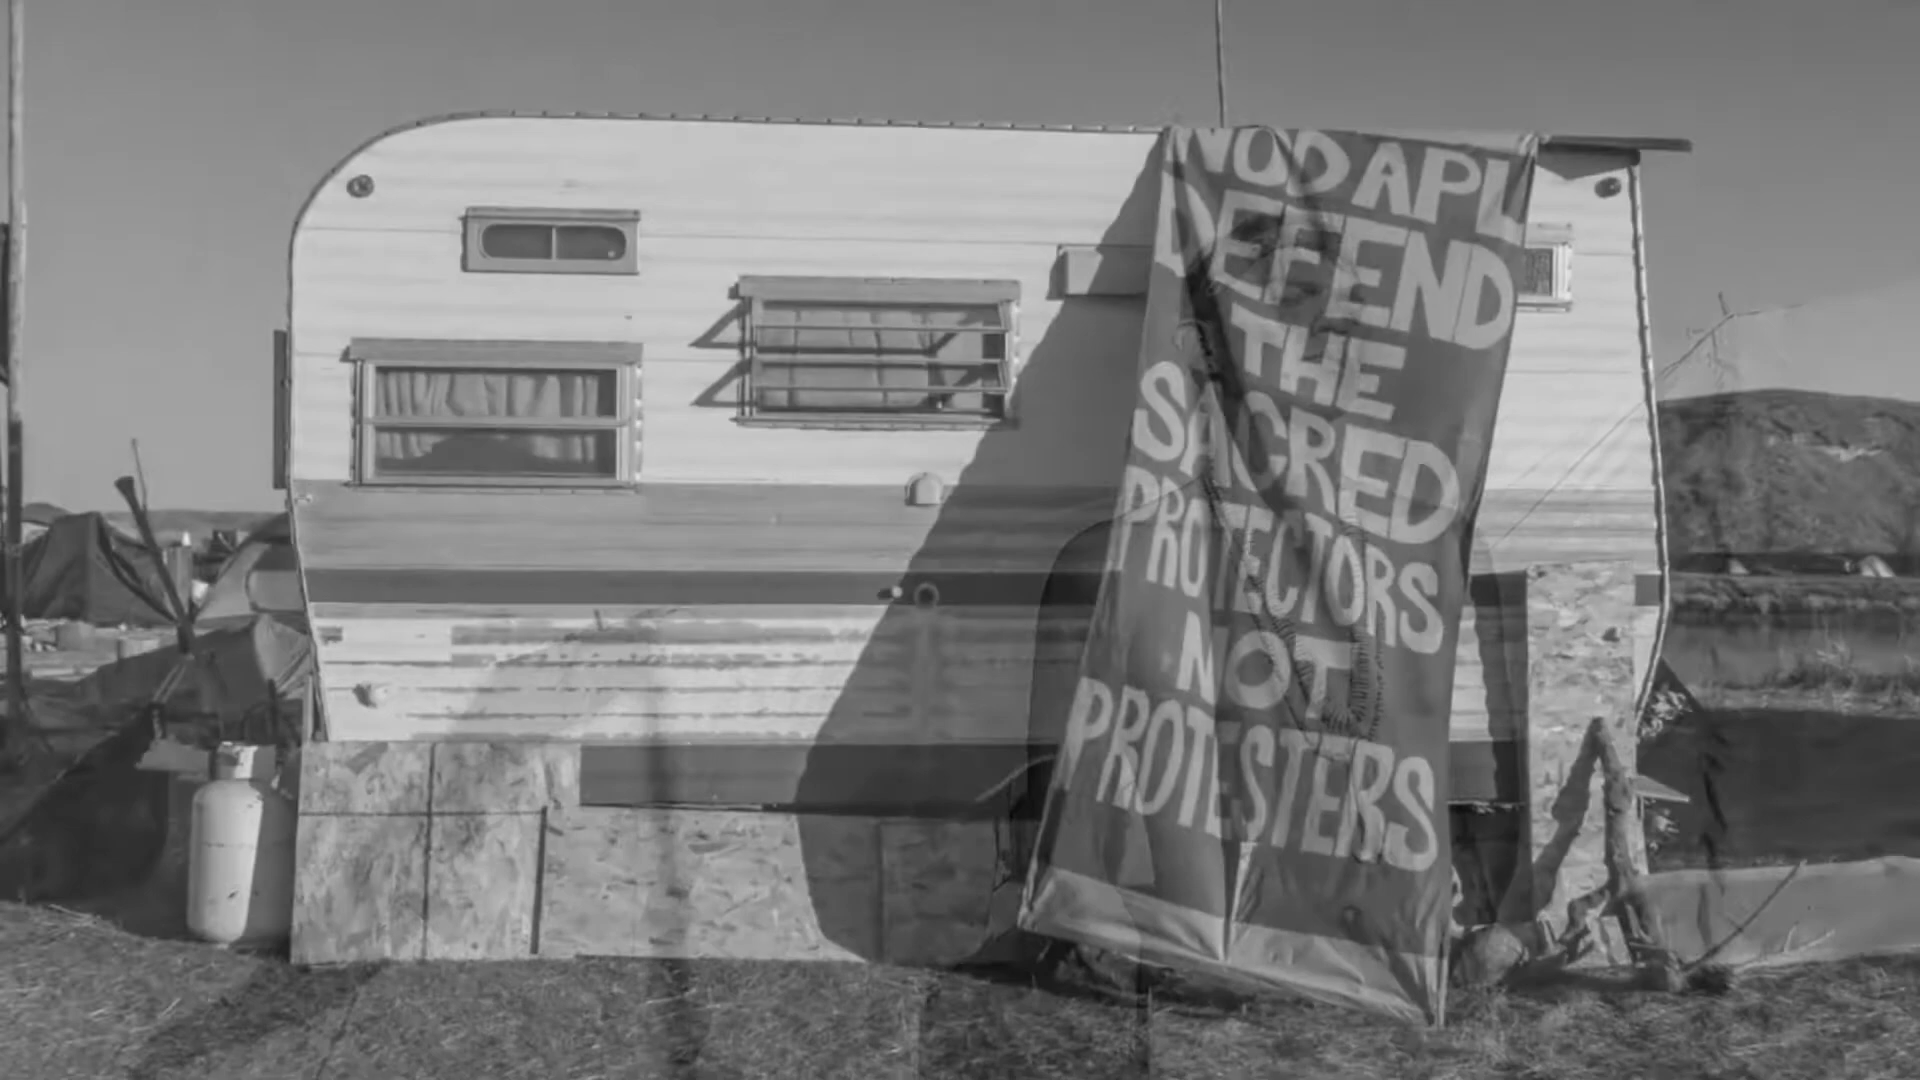 NODAPL
DEFEND
THE
SACRED
PROTECTORS
NOT
PROTESTERS